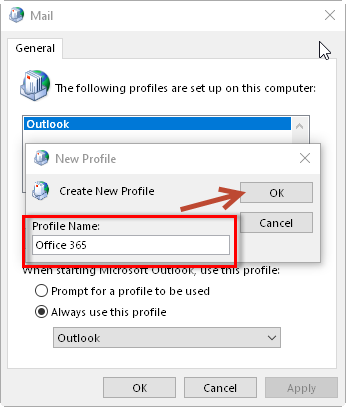 Mail
General
The following profiles are set up on this computer:
Outlook
New Profile
Create New Profile
OK
Cancel
Profile Name:
Office 365
When starting Microsoft Outlook, use this profile:
Prompt for a profile to be used
Always use this profile
Outlook
OK
Cancel
Apply